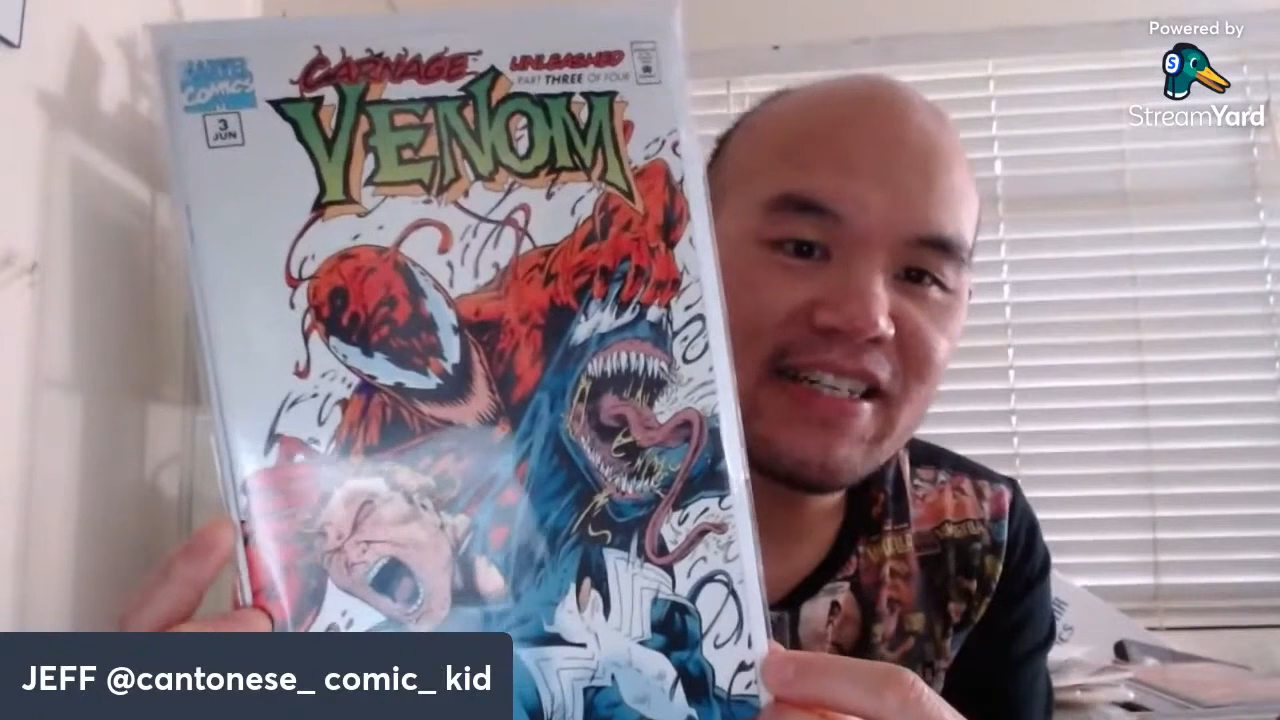 Powered by
StreamYard
MARVEL
COMICS
3
JUN
CARNAGE
UNLEASHED
PART THREE OF FOUR
VENOM
JEFF @cantonese_ comic_ kid